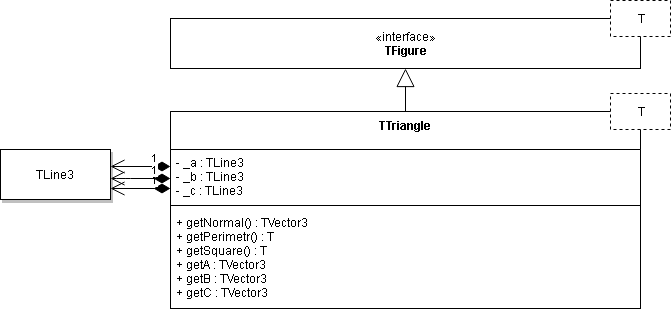 T
«interface»
TFigure
T
TTriangle
TLine3
1
1
1
- _a : TLine3
- _b : TLine3
- _c : TLine3
+ getNormal() : TVector3
+ getPerimetr() : T
+ getSquare() : T
+ getA : TVector3
+ getB : TVector3
+ getC : TVector3